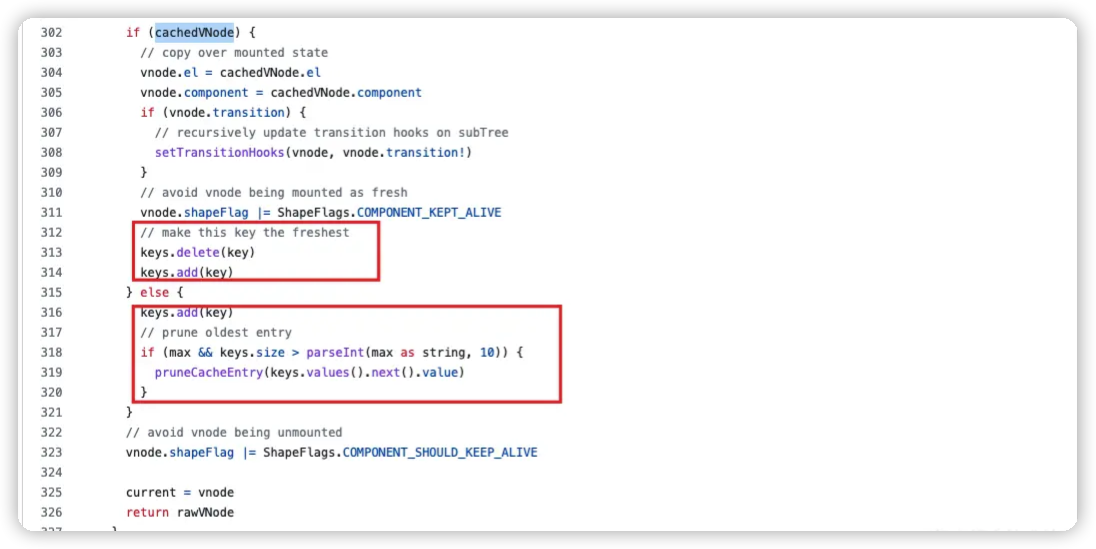 302 if (cachedVNode) {
303 // copy over mounted state
304 vnode.el = cachedVNode.el
305 vnode.component = cachedVNode.component
306 if (vnode.transition) {
307 // recursively update transition hooks on subTree
308 setTransitionHooks(vnode, vnode.transition!)
309 }
310 // avoid vnode being mounted as fresh
311 vnode.shapeFlag |= ShapeFlags.COMPONENT_KEPT_ALIVE
312 // make this key the freshest
313 keys.delete(key)
314 keys.add(key)
315 } else {
316 keys.add(key)
317 // prune oldest entry
318 if (max && keys.size > parseInt(max as string, 10)) {
319 pruneCacheEntry(keys.values().next().value)
320 }
321 }
322 // avoid vnode being unmounted
323 vnode.shapeFlag |= ShapeFlags.COMPONENT_SHOULD_KEEP_ALIVE
324
325 current = vnode
326 return rawVNode
327 }